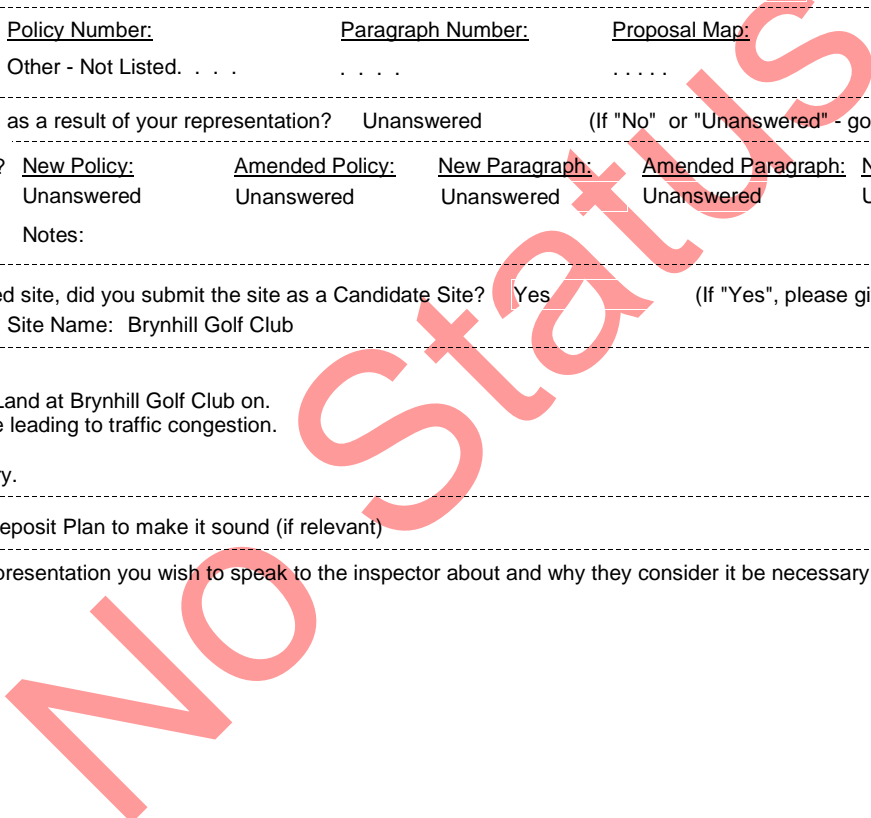 Policy Number: Paragraph Number: Proposal Map:
Other - Not Listed. . . . . . . . . . . . .
as a result of your representation? Unanswered (If "No" or "Unanswered" - go
? New Policy: Amended Policy: New Paragraph: Amended Paragraph: N
Unanswered Unanswered Unanswered Unanswered U
Notes:
ed site, did you submit the site as a Candidate Site? Yes (If "Yes", please gi
Site Name: Brynhill Golf Club
Land at Brynhill Golf Club on.
e leading to traffic congestion.
y.
eposit Plan to make it sound (if relevant)
presentation you wish to speak to the inspector about and why they consider it be necessary
No Status